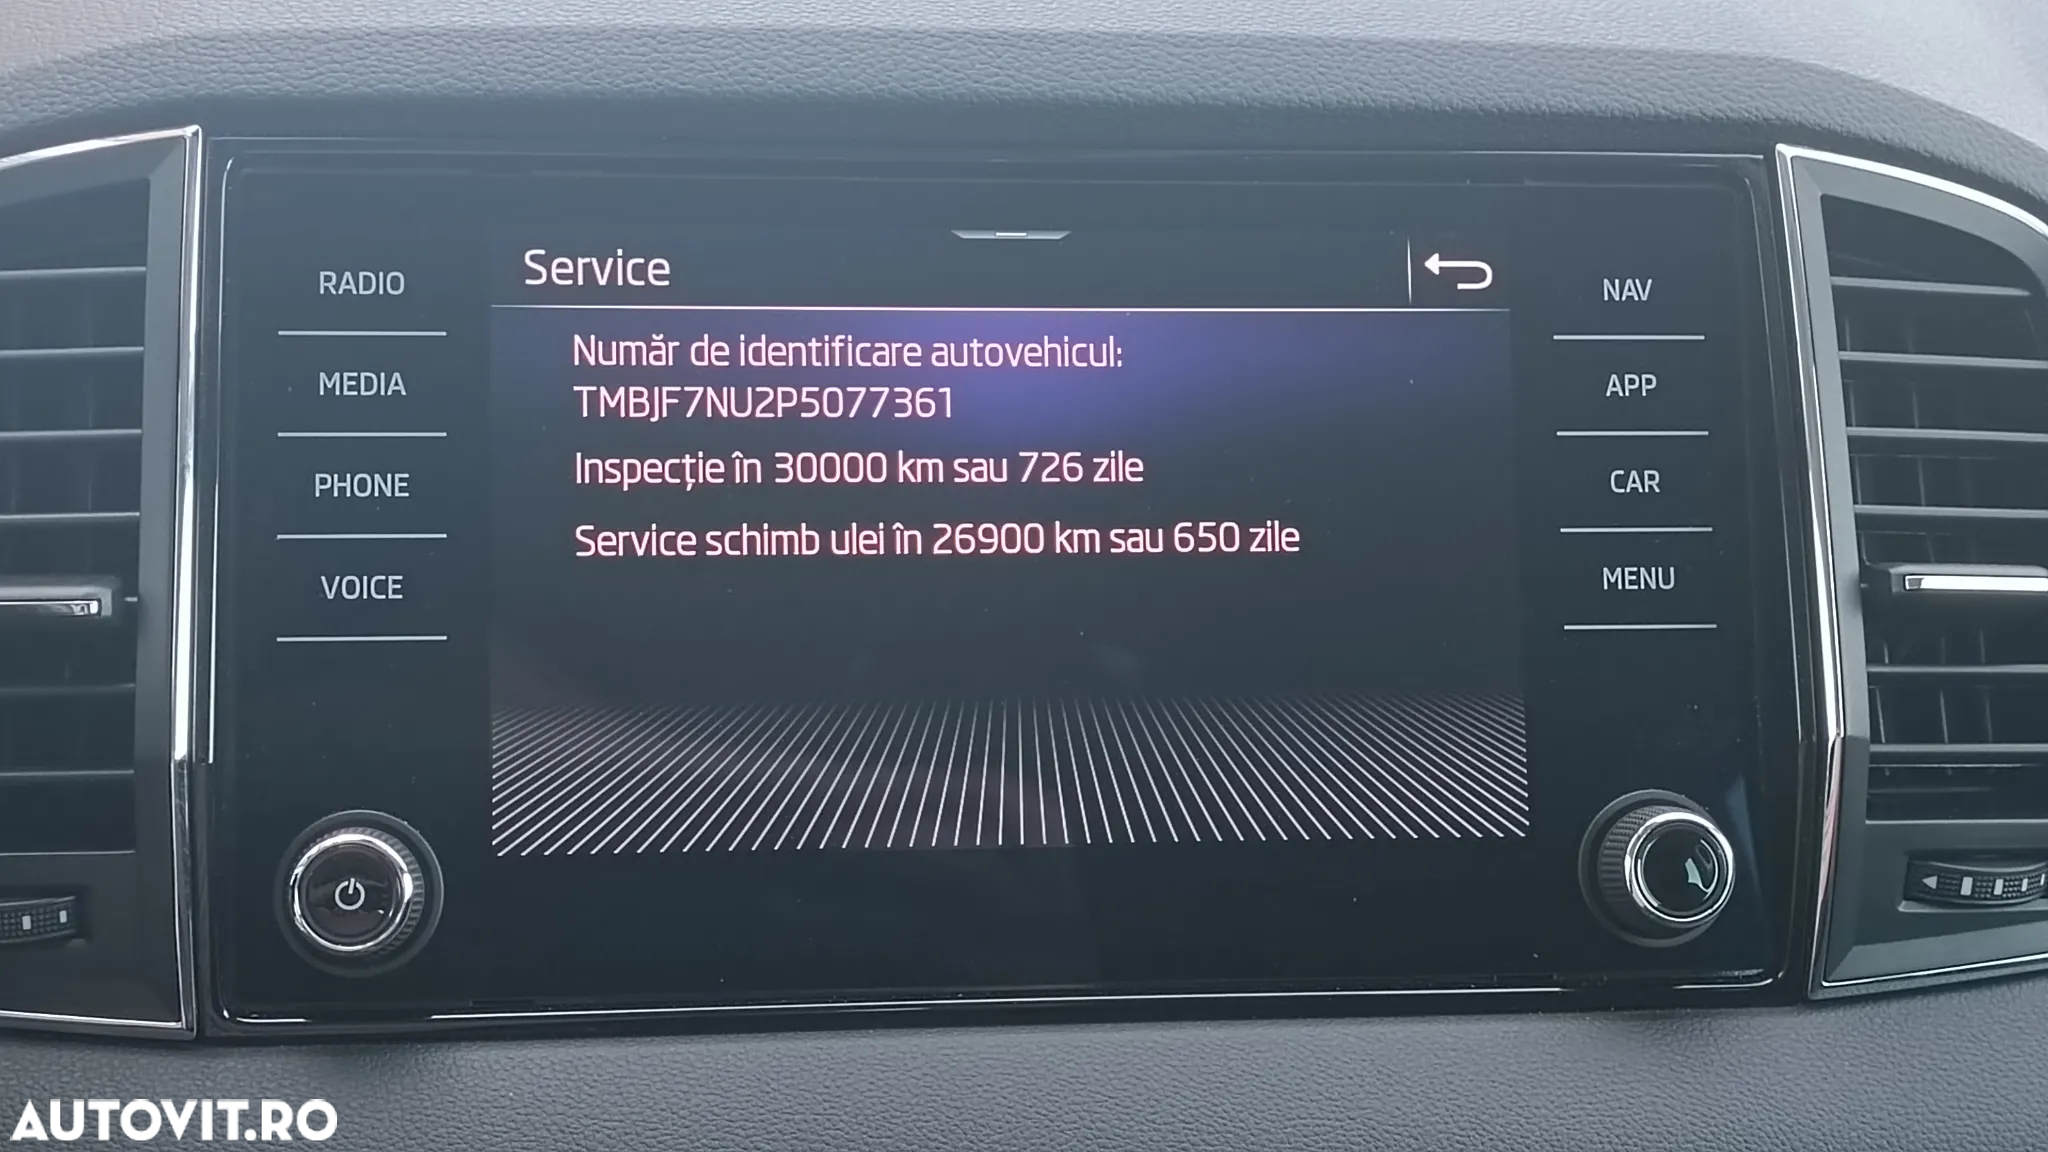 Service
RADIO
MEDIA
PHONE
VOICE
Număr de identificare autovehicul:
TMBJF7NU2P5077361
Inspecție în 30000 km sau 726 zile
Service schimb ulei în 26900 km sau 650 zile
NAV
APP
CAR
MENU
AUTOVIT.RO